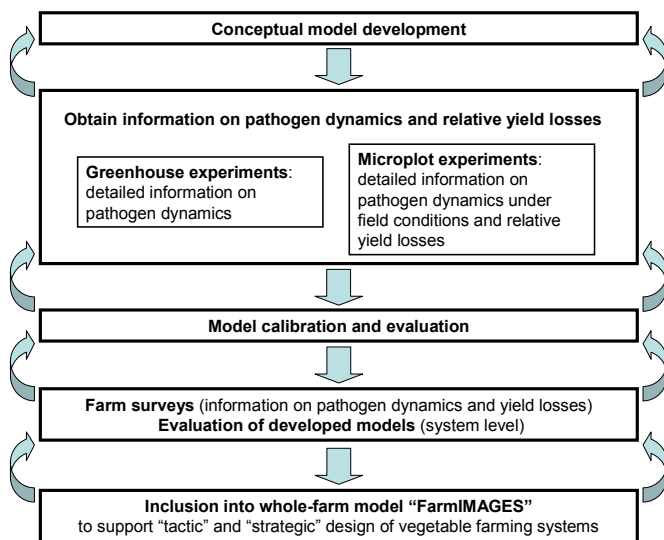 Conceptual model development
Obtain information on pathogen dynamics and relative yield losses
Greenhouse experiments:
detailed information on
pathogen dynamics
Microplot experiments:
detailed information on
pathogen dynamics under
field conditions and relative
yield losses
Model calibration and evaluation
Farm surveys (information on pathogen dynamics and yield losses)
Evaluation of developed models (system level)
Inclusion into whole-farm model “FarmIMAGES”
to support “tactic” and “strategic” design of vegetable farming systems